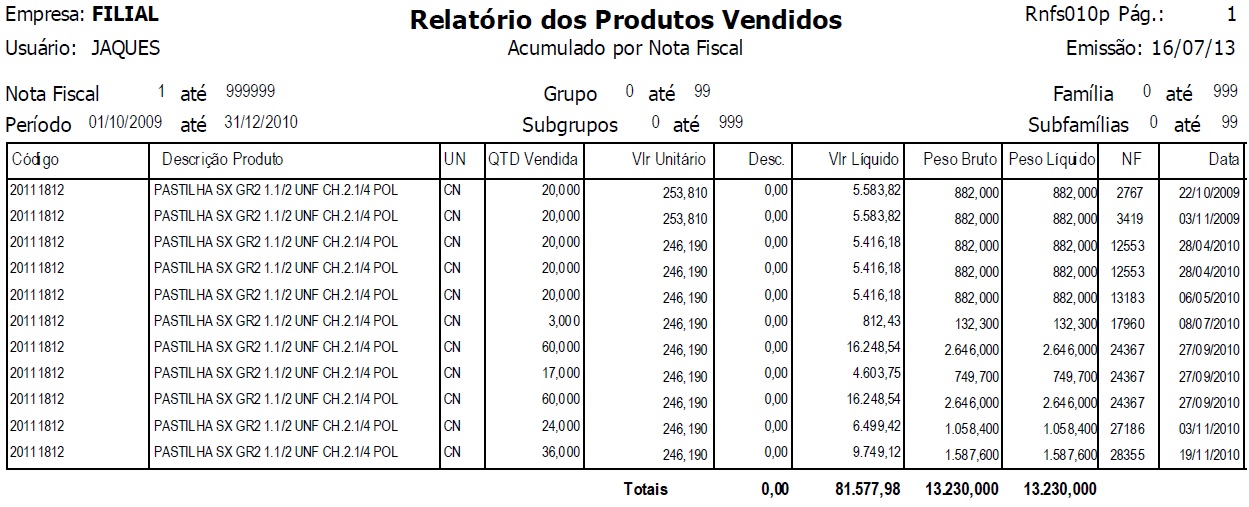 Empresa: FILIAL Relatório dos Produtos Vendidos Rnfs010p Pág.: 1
Usuário: JAQUES Acumulado por Nota Fiscal Emissão: 16/07/13
Nota Fiscal 1 até 999999 Grupo 0 até 99 Família 0 até 999
Período 01/10/2009 até 31/12/2010 Subgrupos 0 até 999 Subfamílias 0 até 99
Código Descrição Produto UN QTD Vendida Vlr Unitário Desc. Vlr Líquido Peso Bruto Peso Líquido NF Data
20111812 PASTILHA SX GR2 1.1/2 UNF CH.2.1/4 POL CN 20,000 253,810 0,00 5.583,82 882,000 882,000 2767 22/10/2009
20111812 PASTILHA SX GR2 1.1/2 UNF CH.2.1/4 POL CN 20,000 253,810 0,00 5.583,82 882,000 882,000 3419 03/11/2009
20111812 PASTILHA SX GR2 1.1/2 UNF CH.2.1/4 POL CN 20,000 246,190 0,00 5.416,18 882,000 882,000 12553 28/04/2010
20111812 PASTILHA SX GR2 1.1/2 UNF CH.2.1/4 POL CN 20,000 246,190 0,00 5.416,18 882,000 882,000 12553 28/04/2010
20111812 PASTILHA SX GR2 1.1/2 UNF CH.2.1/4 POL CN 20,000 246,190 0,00 5.416,18 882,000 882,000 13183 06/05/2010
20111812 PASTILHA SX GR2 1.1/2 UNF CH.2.1/4 POL CN 3,000 246,190 0,00 812,43 132,300 132,300 17960 08/07/2010
20111812 PASTILHA SX GR2 1.1/2 UNF CH.2.1/4 POL CN 60,000 246,190 0,00 16.248,54 2.646,000 2.646,000 24367 27/09/2010
20111812 PASTILHA SX GR2 1.1/2 UNF CH.2.1/4 POL CN 17,000 246,190 0,00 4.603,75 749,700 749,700 24367 27/09/2010
20111812 PASTILHA SX GR2 1.1/2 UNF CH.2.1/4 POL CN 60,000 246,190 0,00 16.248,54 2.646,000 2.646,000 24367 27/09/2010
20111812 PASTILHA SX GR2 1.1/2 UNF CH.2.1/4 POL CN 24,000 246,190 0,00 6.499,42 1.058,400 1.058,400 27186 03/11/2010
20111812 PASTILHA SX GR2 1.1/2 UNF CH.2.1/4 POL CN 36,000 246,190 0,00 9.749,12 1.587,600 1.587,600 28355 19/11/2010
Totais 0,00 81.577,98 13.230,000 13.230,000